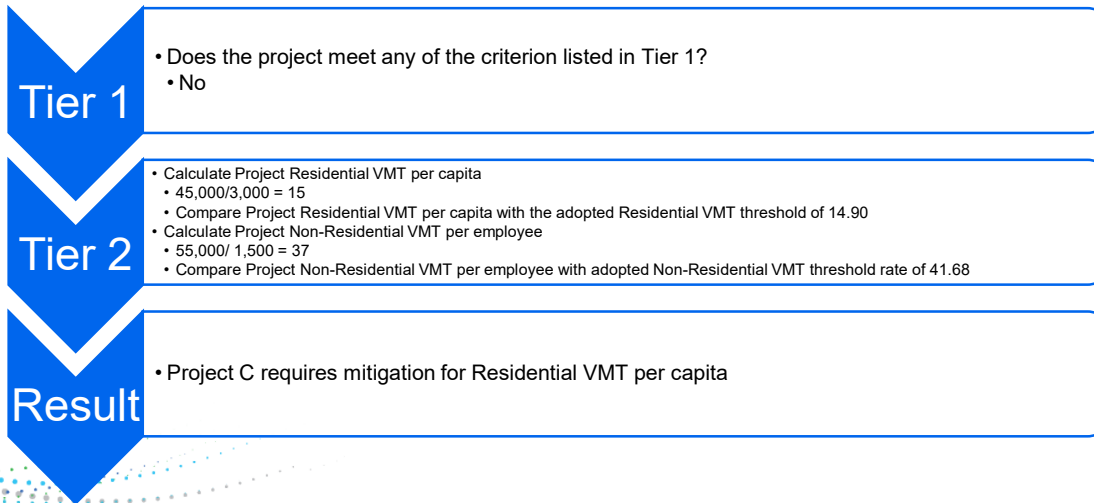 Tier 1
• Does the project meet any of the criterion listed in Tier 1?
• No
Tier 2
• Calculate Project Residential VMT per capita
• 45,000/3,000 = 15
• Compare Project Residential VMT per capita with the adopted Residential VMT threshold of 14.90
• Calculate Project Non-Residential VMT per employee
• 55,000/ 1,500 = 37
• Compare Project Non-Residential VMT per employee with adopted Non-Residential VMT threshold rate of 41.68
Result
• Project C requires mitigation for Residential VMT per capita